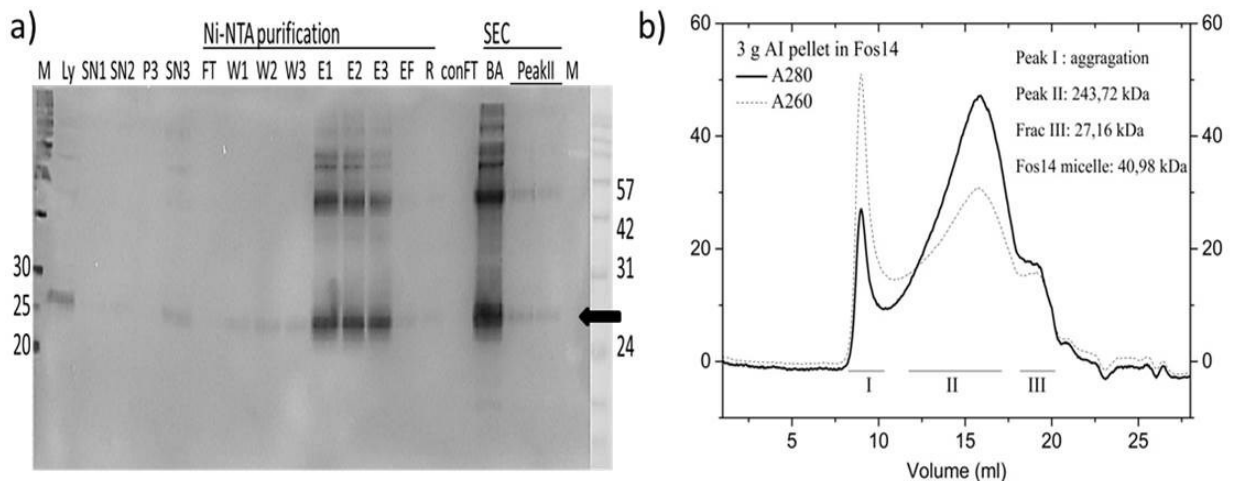 a)
Ni-NTA purification SEC
M Ly SN1 SN2 P3 SN3 FT W1 W2 W3 E1 E2 E3 EF R conFT BA PeakII M
30
25
20
57
42
31
24
b)
60 60
40 40
20 20
0 0
3 g AI pellet in Fos14
A280
A260
Peak I : aggragation
Peak II: 243,72 kDa
Frac III: 27,16 kDa
Fos14 micelle: 40,98 kDa
I II III
5 10 15 20 25
Volume (ml)